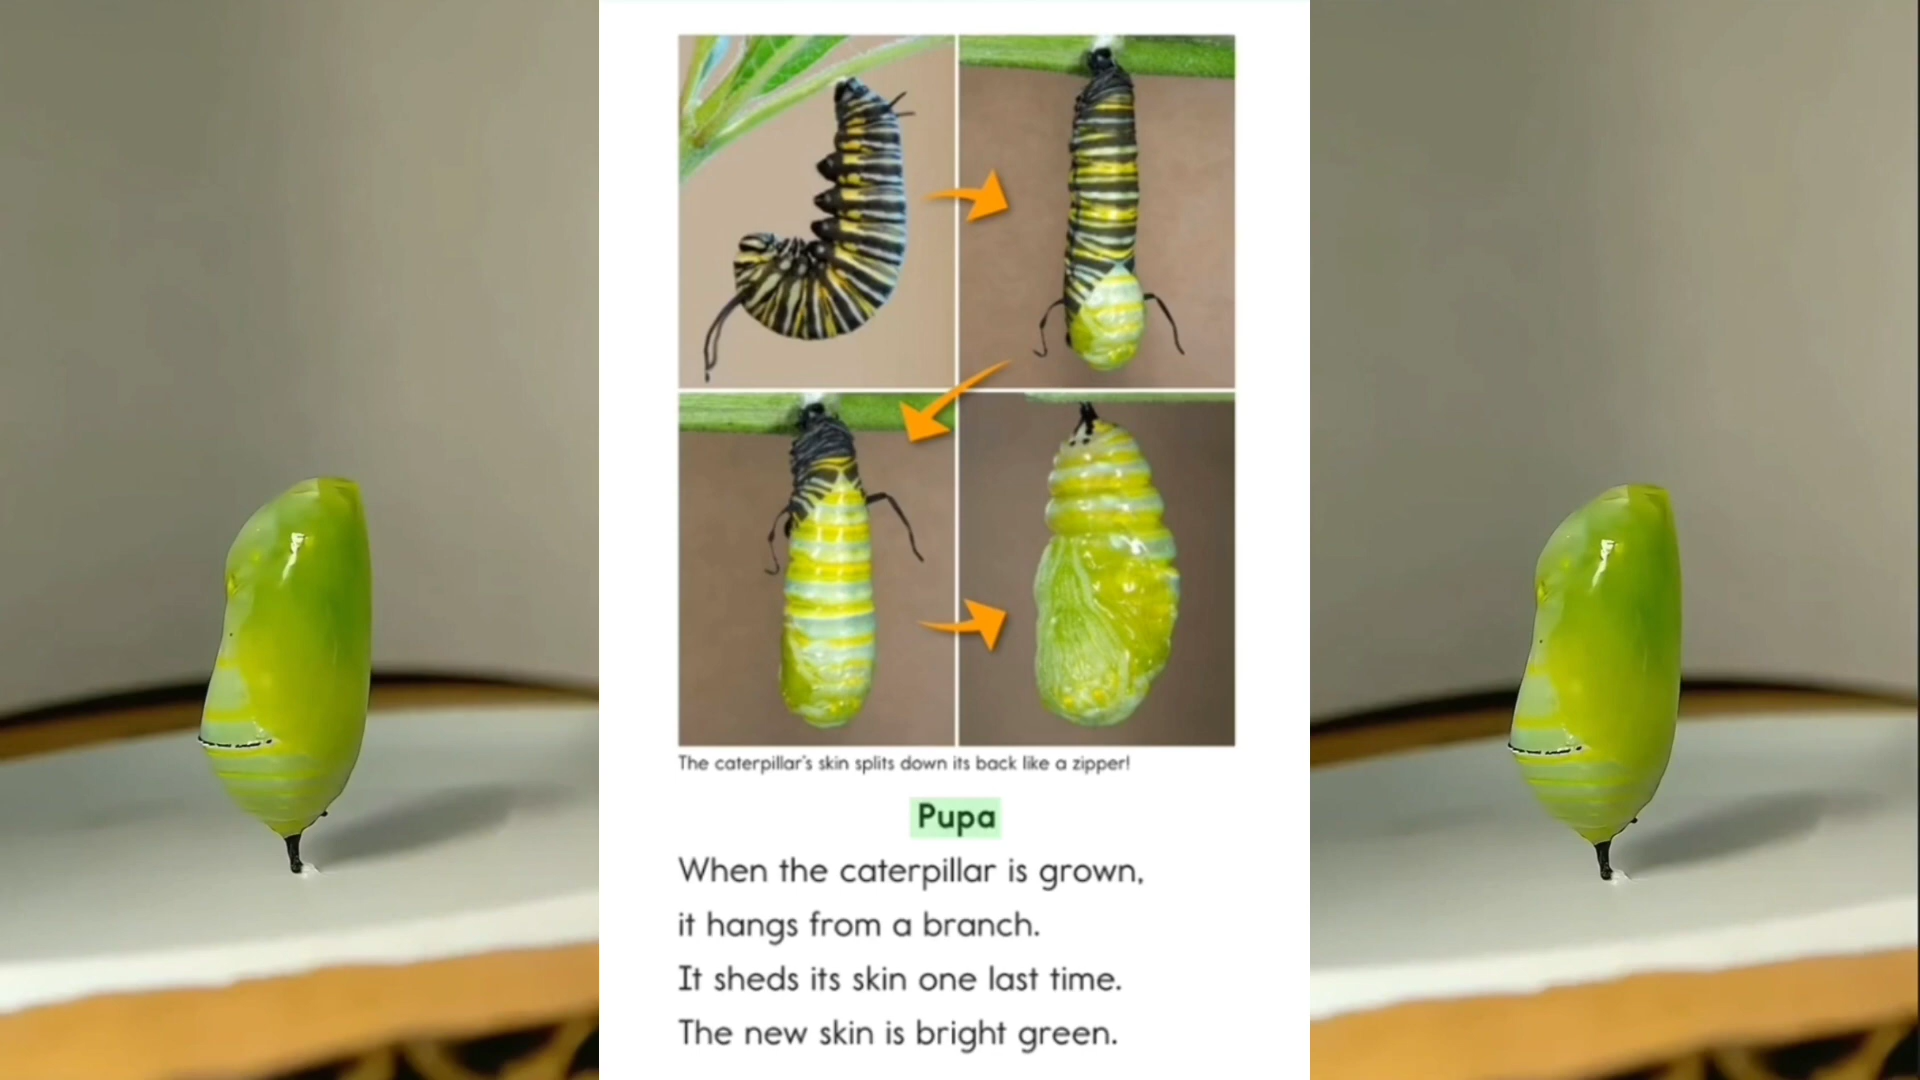 The caterpillar's skin splits down its back like a zipper!
Pupa
When the caterpillar is grown,
it hangs from a branch.
It sheds its skin one last time.
The new skin is bright green.